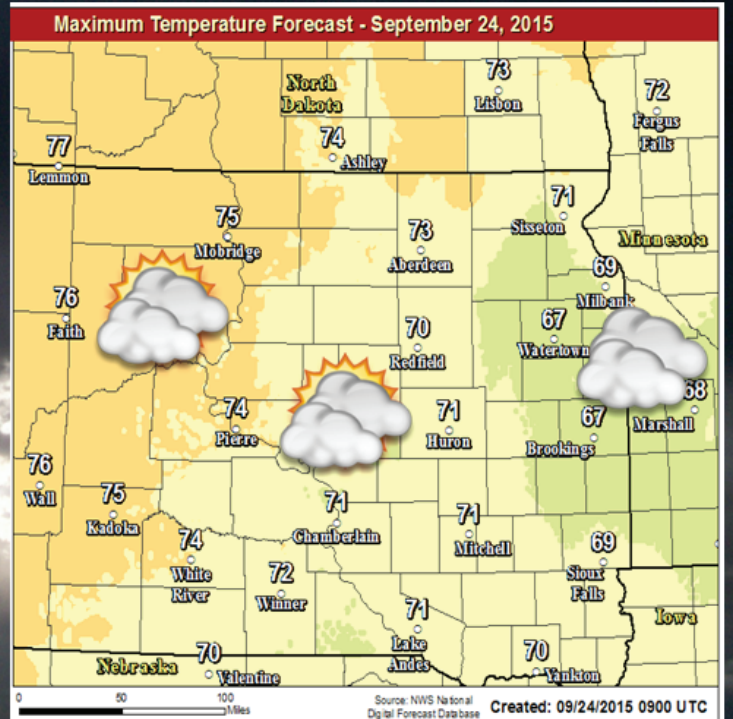 Maximum Temperature Forecast - September 24, 2015
North
Dakota
73
Lisbon
72
Fergus
Falls
77
Lemmon
74
Ashley
75
Mobridge
73
Aberdeen
71
Sisseton
Minnesota
69
Milbank
76
Faith
70
Redfield
67
Watertown
74
Pierre
71
Huron
67
Brookings
68
Marshall
76
Wall
75
Kadoka
71
Chamberlain
71
Mitchell
74
White
River
72
Winner
69
Sioux
Falls
71
Lake
Andes
Iowa
Nebraska
70
Valentine
70
Yankton
0 50 100
Miles
Source: NWS National
Digital Forecast Database
Created: 09/24/2015 0900 UTC